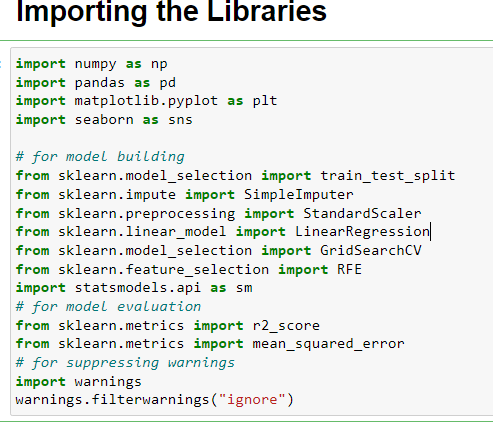 Importing the Libraries
import numpy as np
import pandas as pd
import matplotlib.pyplot as plt
import seaborn as sns
# for model building
from sklearn.model_selection import train_test_split
from sklearn.impute import SimpleImputer
from sklearn.preprocessing import StandardScaler
from sklearn.linear_model import LinearRegression
from sklearn.model_selection import GridSearchCV
from sklearn.feature_selection import RFE
import statsmodels.api as sm
# for model evaluation
from sklearn.metrics import r2_score
from sklearn.metrics import mean_squared_error
# for suppressing warnings
import warnings
warnings.filterwarnings("ignore")